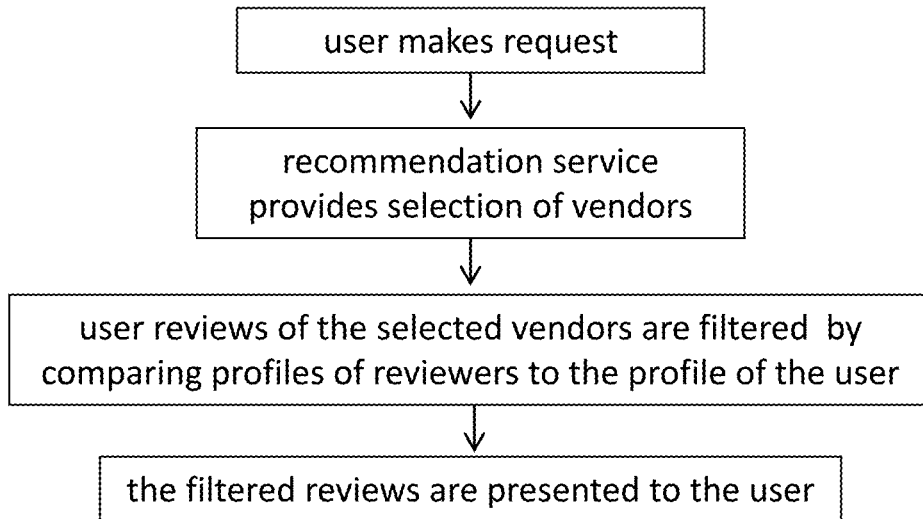 user makes request
recommendation service
provides selection of vendors
user reviews of the selected vendors are filtered by
comparing profiles of reviewers to the profile of the user
the filtered reviews are presented to the user